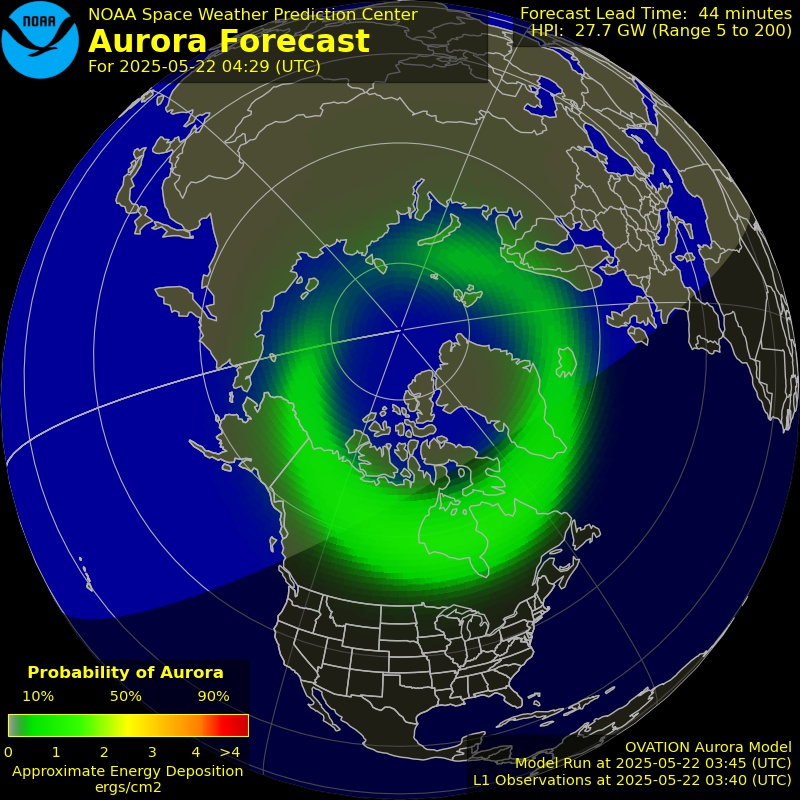 NOAA
NOAA Space Weather Prediction Center
Aurora Forecast
For 2025-05-22 04:29 (UTC)
Forecast Lead Time: 44 minutes
HPI: 27.7 GW (Range 5 to 200)
Probability of Aurora
10% 50% 90%
0 1 2 3 4 >4
Approximate Energy Deposition
ergs/cm2
OVATION Aurora Model
Model Run at 2025-05-22 03:45 (UTC)
L1 Observations at 2025-05-22 03:40 (UTC)